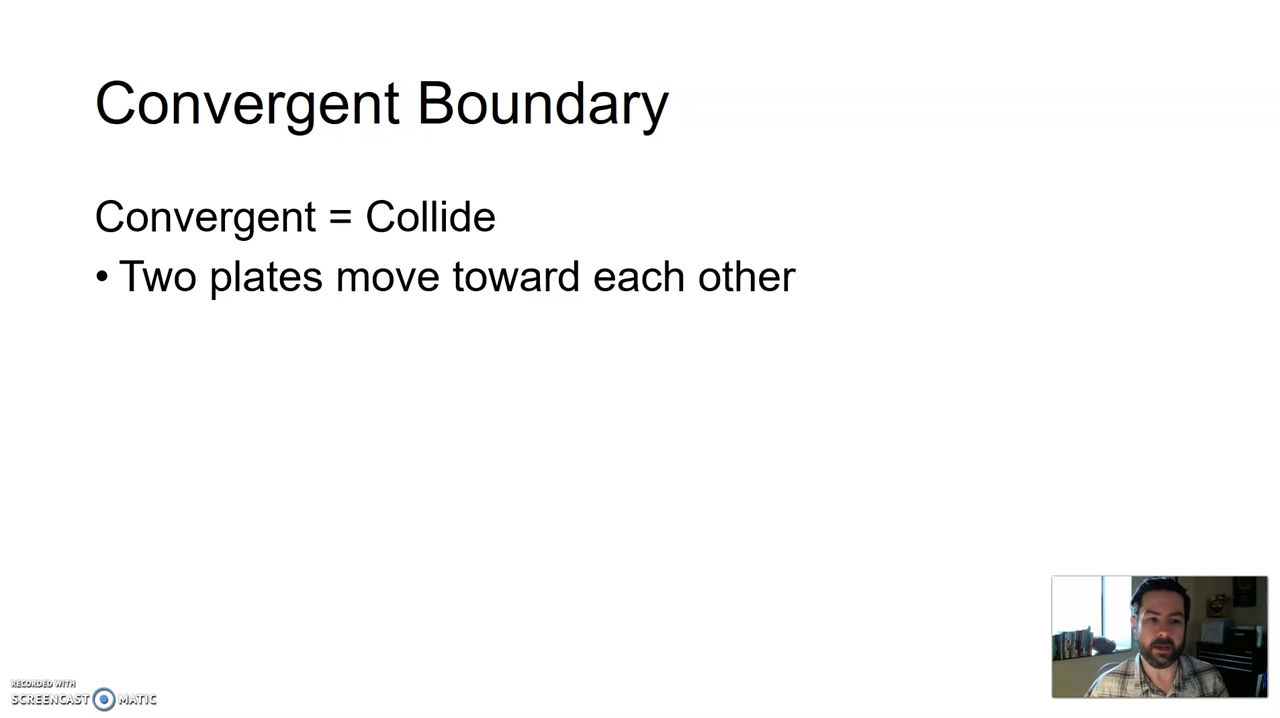 Convergent Boundary
Convergent = Collide
• Two plates move toward each other
RECORDED WITH
SCREENCAST MATIC